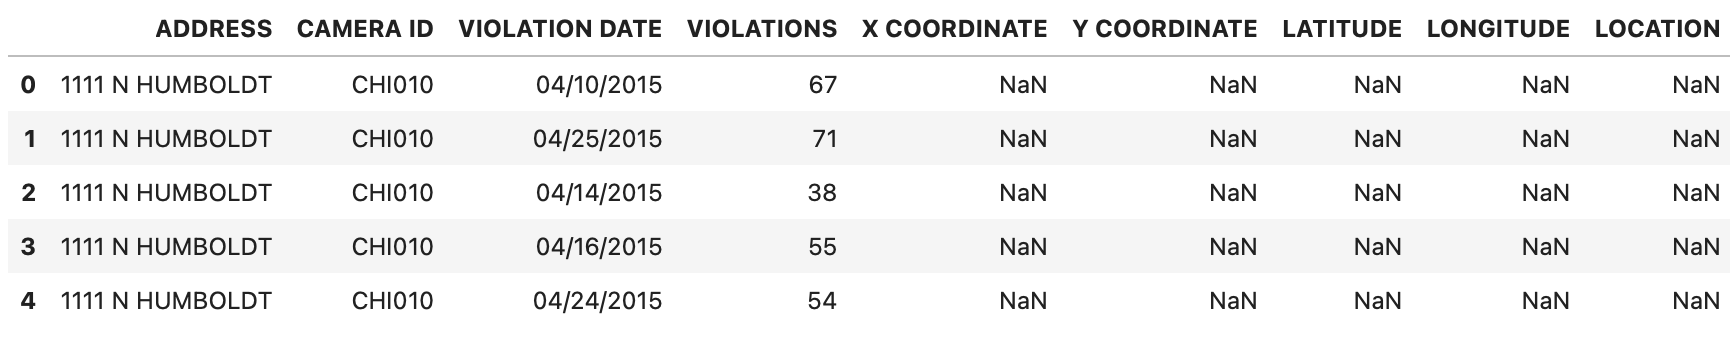 ADDRESS CAMERA ID VIOLATION DATE VIOLATIONS X COORDINATE Y COORDINATE LATITUDE LONGITUDE LOCATION
0 1111 N HUMBOLDT CHI010 04/10/2015 67 NaN NaN NaN NaN NaN
1 1111 N HUMBOLDT CHI010 04/25/2015 71 NaN NaN NaN NaN NaN
2 1111 N HUMBOLDT CHI010 04/14/2015 38 NaN NaN NaN NaN NaN
3 1111 N HUMBOLDT CHI010 04/16/2015 55 NaN NaN NaN NaN NaN
4 1111 N HUMBOLDT CHI010 04/24/2015 54 NaN NaN NaN NaN NaN